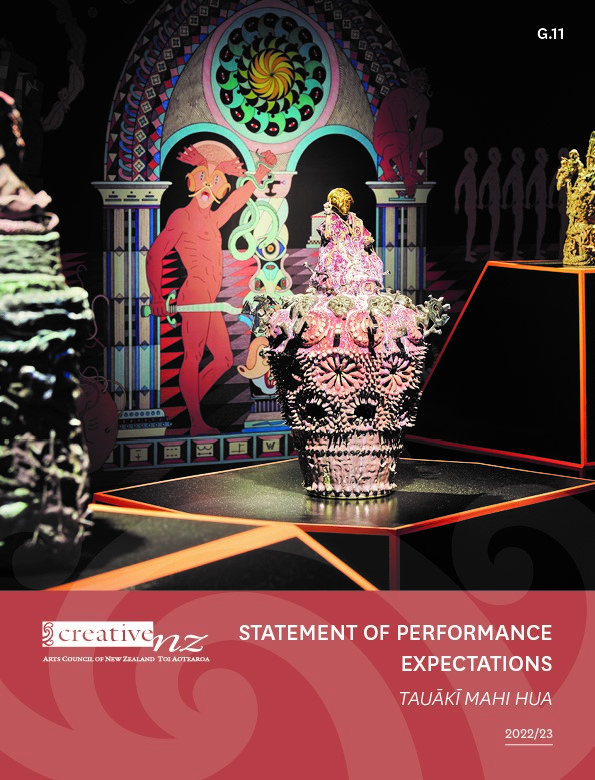 G.11
creative nz
ARTS COUNCIL OF NEW ZEALAND TOI AOTEAROA
STATEMENT OF PERFORMANCE
EXPECTATIONS
TAUĀKĪ MAHI HUA
2022/23